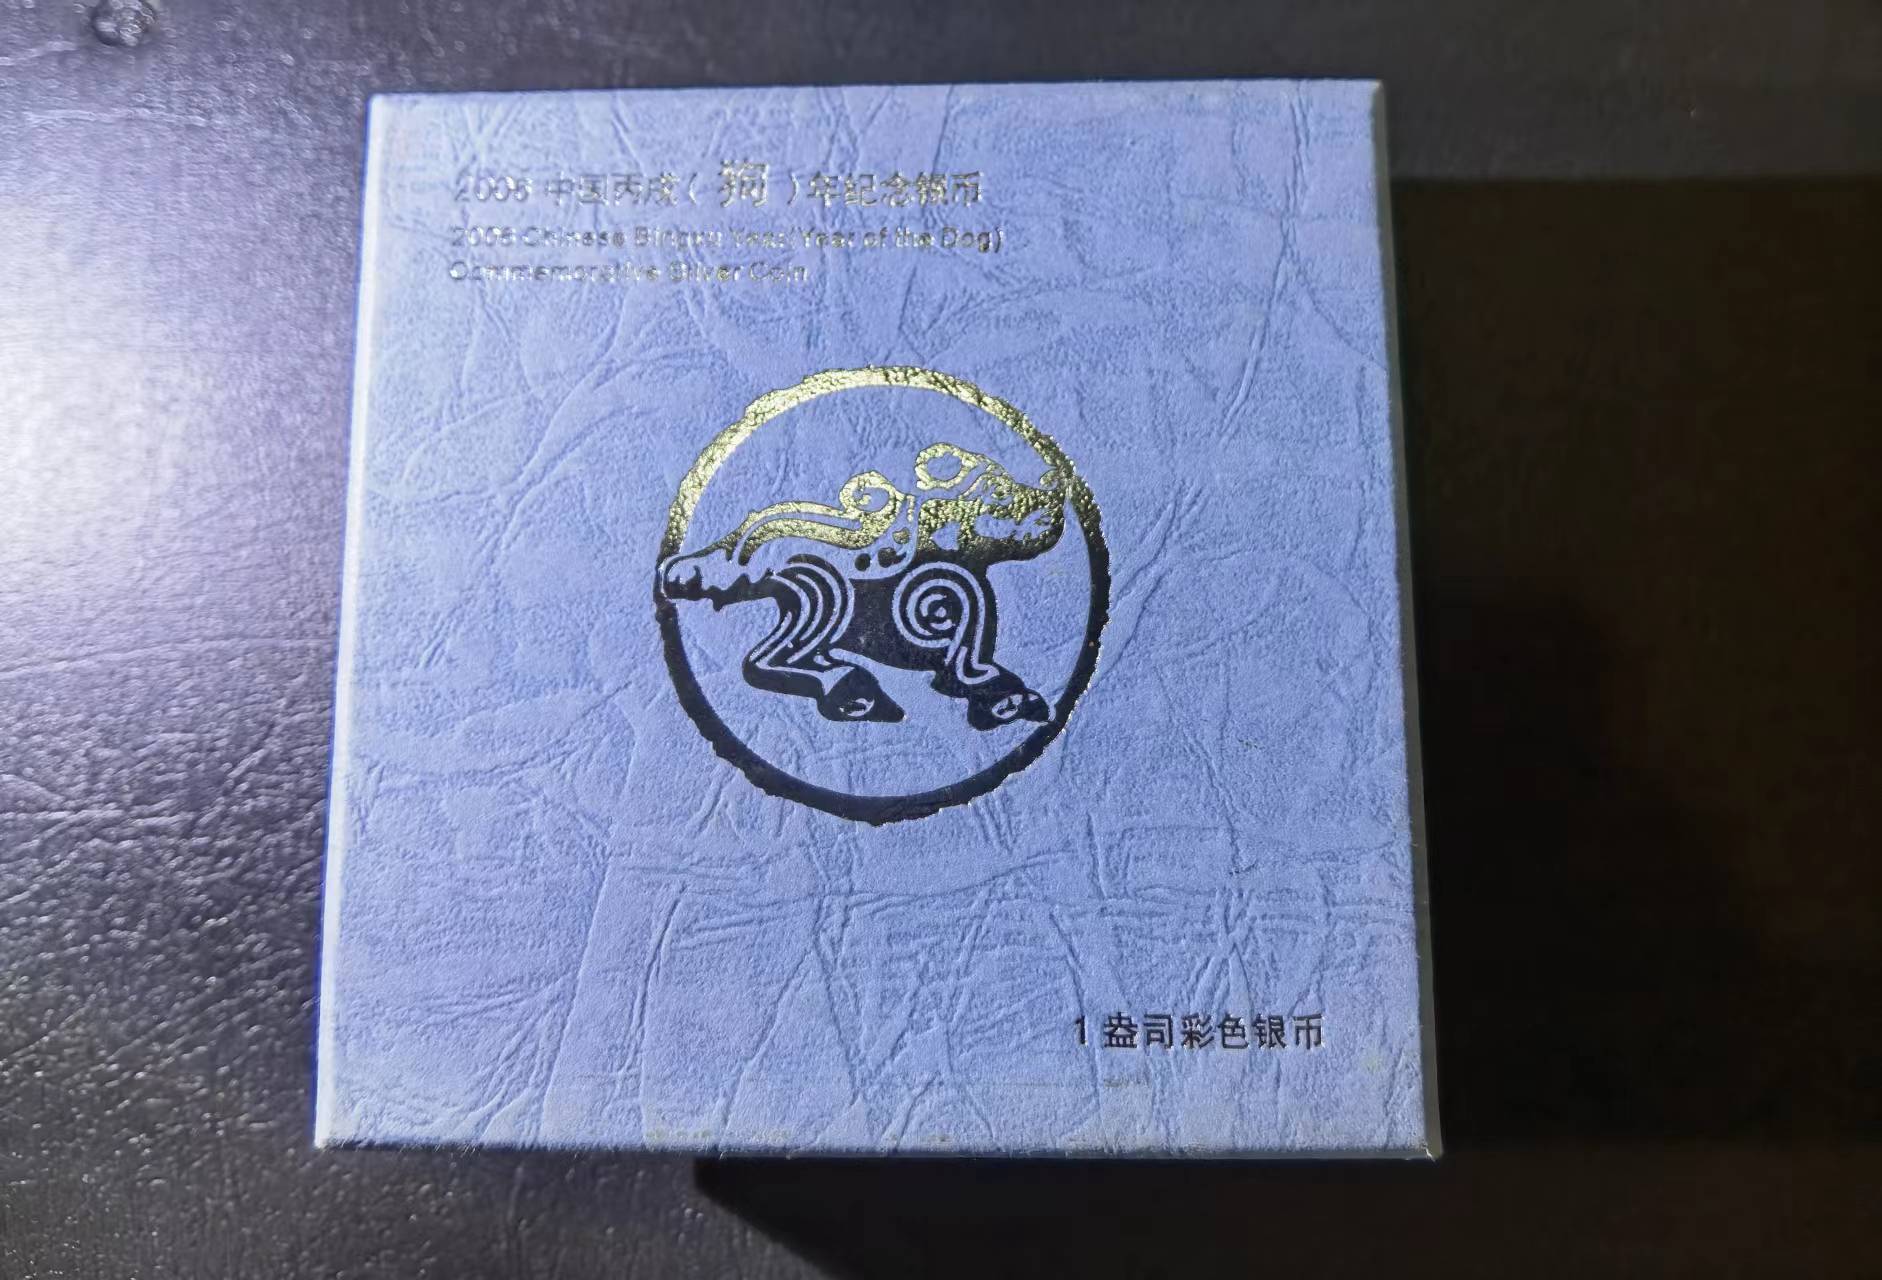 2006 中国丙戌(狗)年纪念银币
2006 Chinese Bingxu Year(Year of the Dog)
Commemorative Silver Coin
1 盎司彩色银币